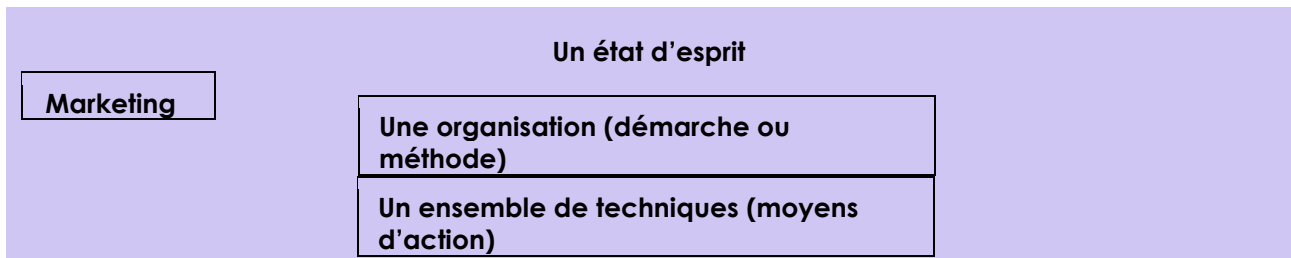 Un état d’esprit
Marketing
Une organisation (démarche ou
méthode)
Un ensemble de techniques (moyens
d’action)